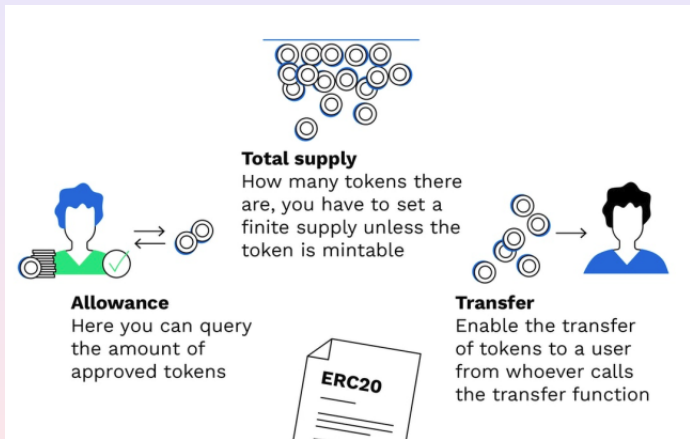 Total supply
How many tokens there
are, you have to set a
finite supply unless the
token is mintable
Allowance
Here you can query
the amount of
approved tokens
Transfer
Enable the transfer
of tokens to a user
from whoever calls
the transfer function
ERC20